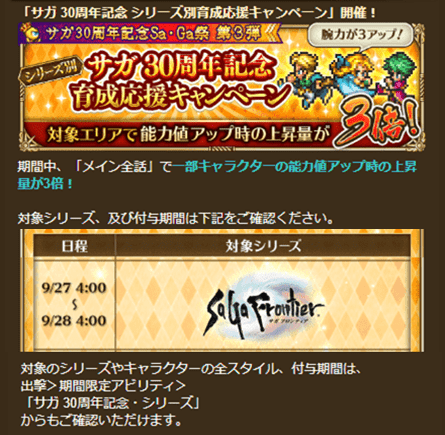 「サガ 30周年記念 シリーズ別育成応援キャンペーン」開催！
サガ30周年記念Sa・Ga祭 第3弾
腕力が3アップ！
シリーズ別
サガ30周年記念
育成応援キャンペーン
対象エリアで能力値アップ時の上昇量が
3倍！
期間中、「メイン全話」で一部キャラクターの能力値アップ時の上昇
量が3倍！
対象シリーズ、及び付与期間は下記をご確認ください。
日程 対象シリーズ
9/27 4:00
～
9/28 4:00
SaGa Frontier
サガ フロンティア
対象のシリーズやキャラクターの全スタイル、付与期間は、
出撃＞期間限定アビリティ＞
「サガ 30周年記念・シリーズ」
からもご確認いただけます。